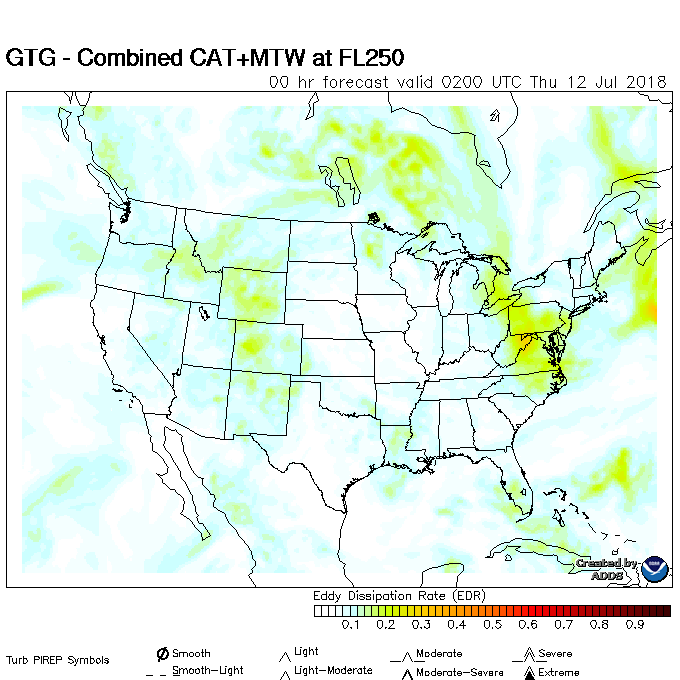 GTG - Combined CAT+MTW at FL250
00 hr forecast valid 0200 UTC Thu 12 Jul 2018
Created by
ADDS
Eddy Dissipation Rate (EDR)
0.1 0.2 0.3 0.4 0.5 0.6 0.7 0.8 0.9
Turb PIREP Symbols
Smooth Light Moderate Severe
Smooth-Light Light-Moderate Moderate-Severe Extreme